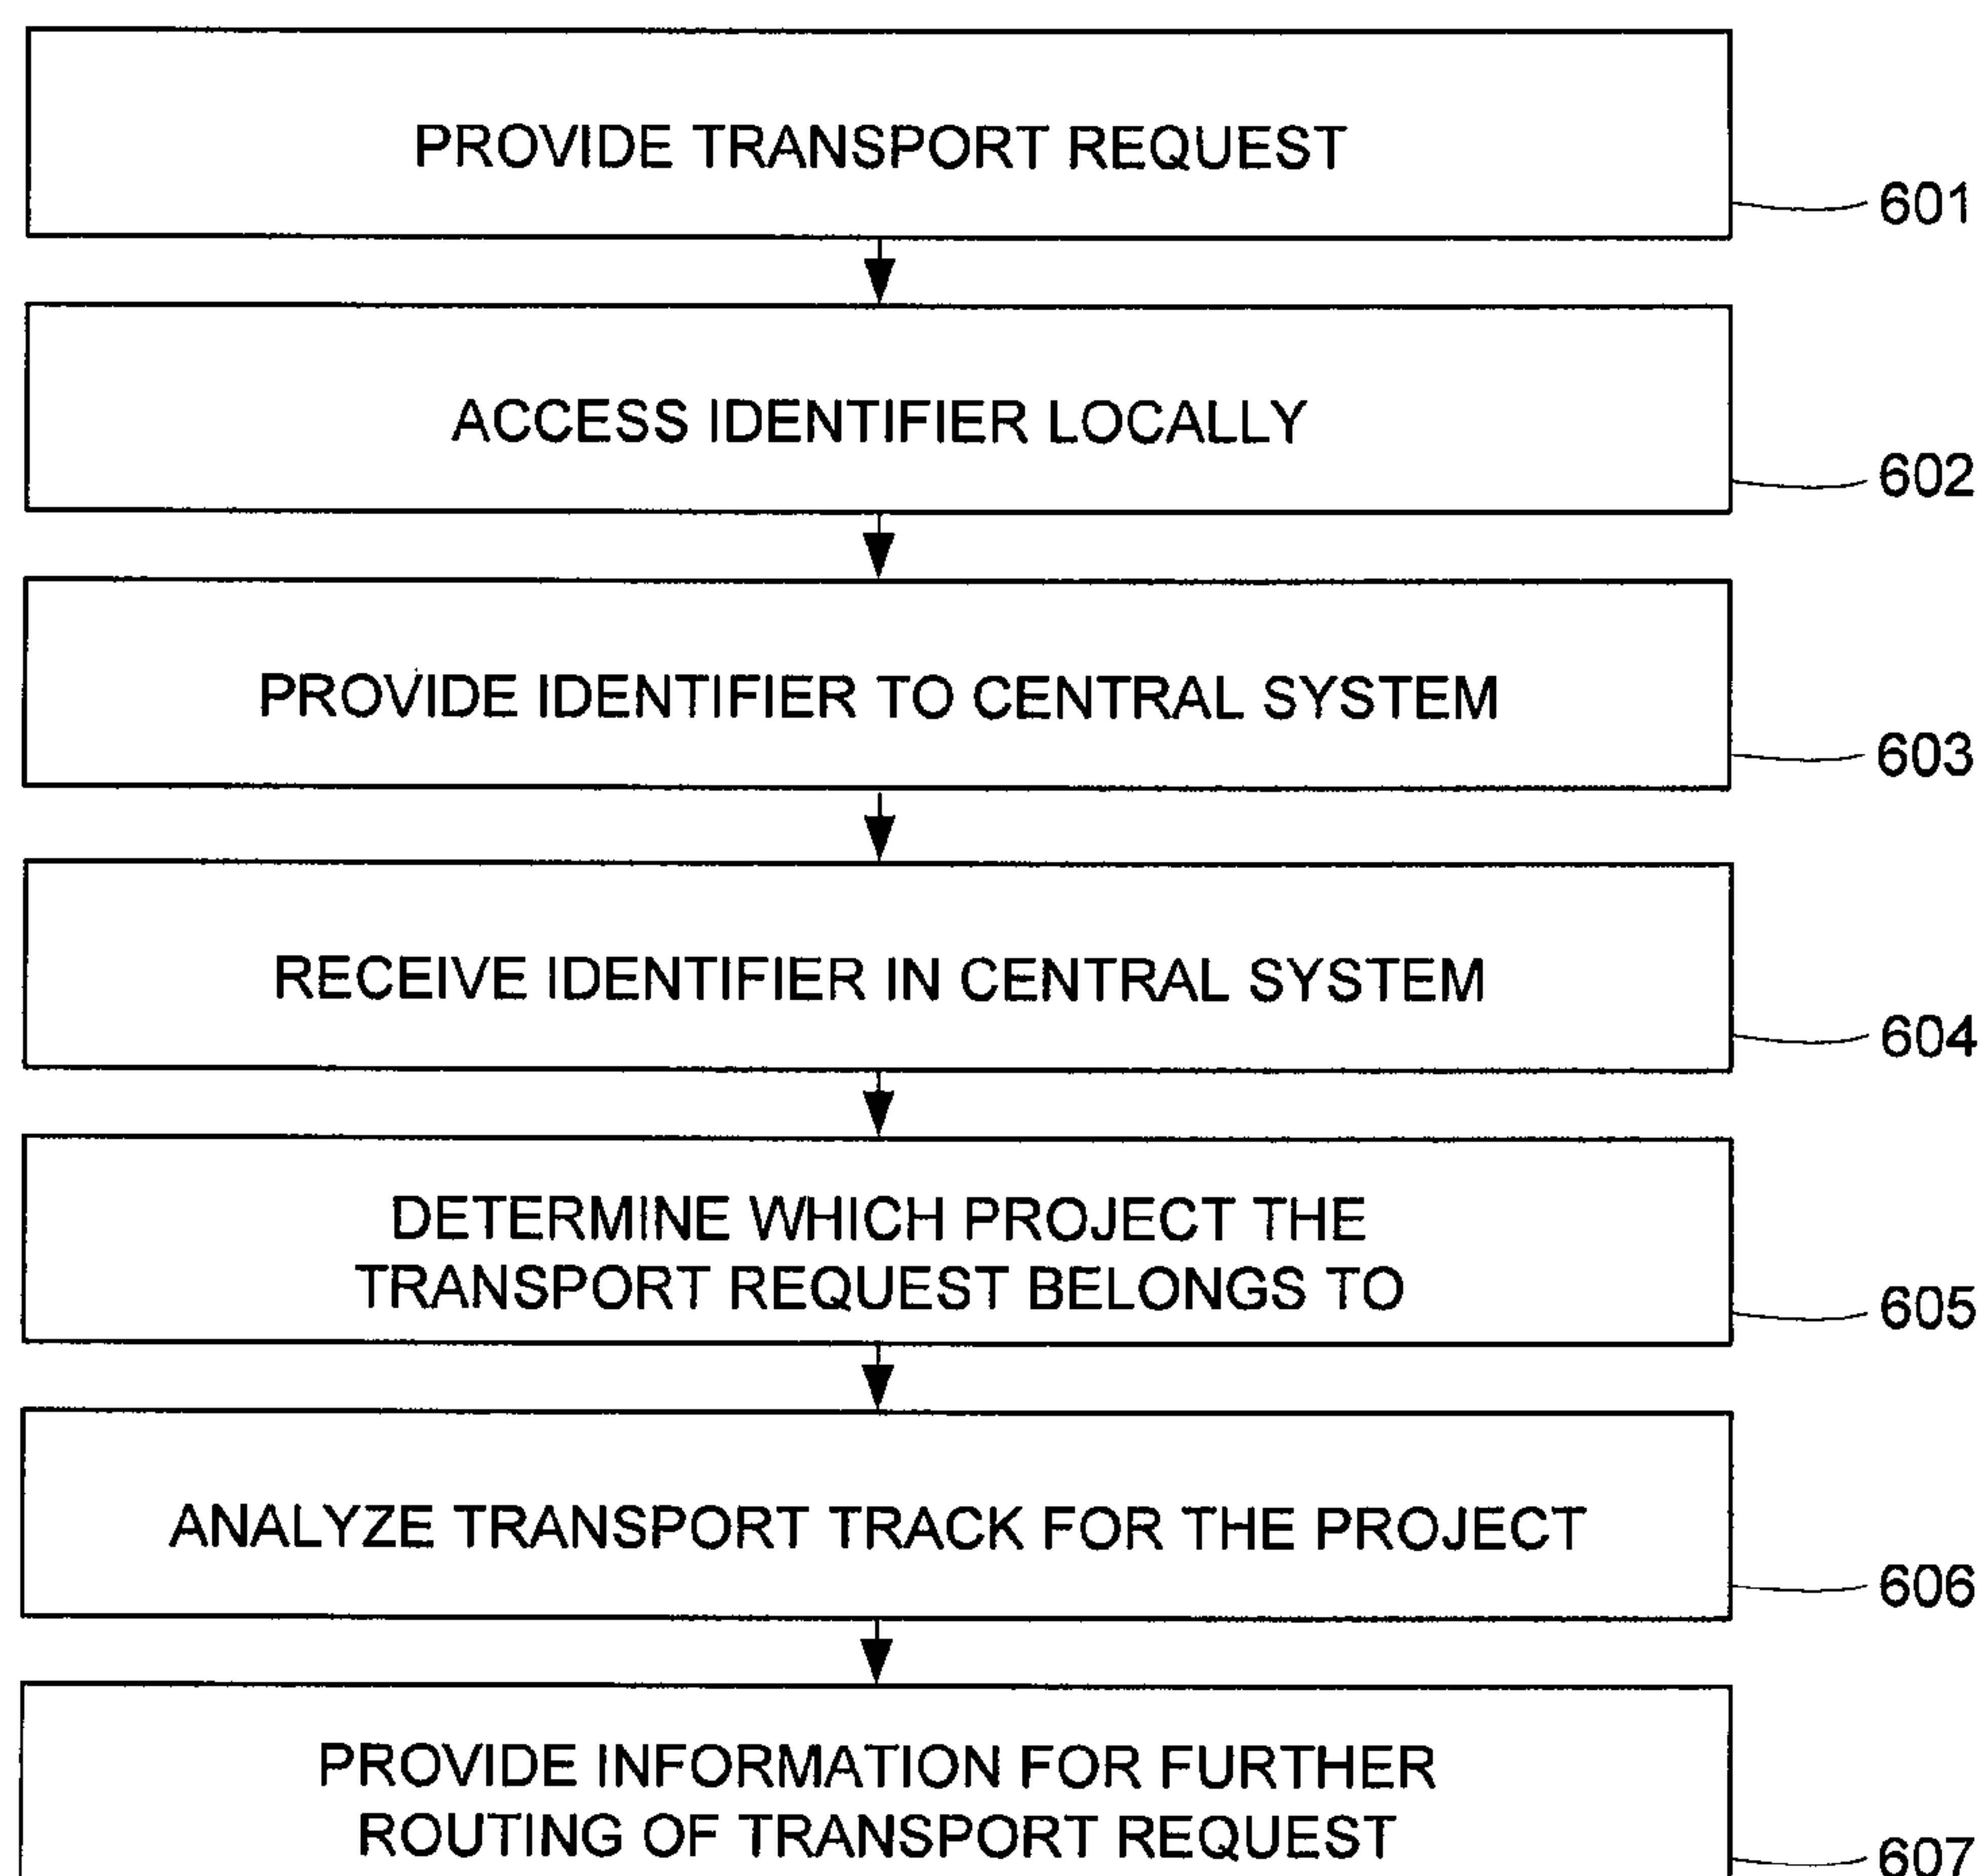 PROVIDE TRANSPORT REQUEST
601
ACCESS IDENTIFIER LOCALLY
602
PROVIDE IDENTIFIER TO CENTRAL SYSTEM
603
RECEIVE IDENTIFIER IN CENTRAL SYSTEM
604
DETERMINE WHICH PROJECT THE
TRANSPORT REQUEST BELONGS TO
605
ANALYZE TRANSPORT TRACK FOR THE PROJECT
606
PROVIDE INFORMATION FOR FURTHER
ROUTING OF TRANSPORT REQUEST
607